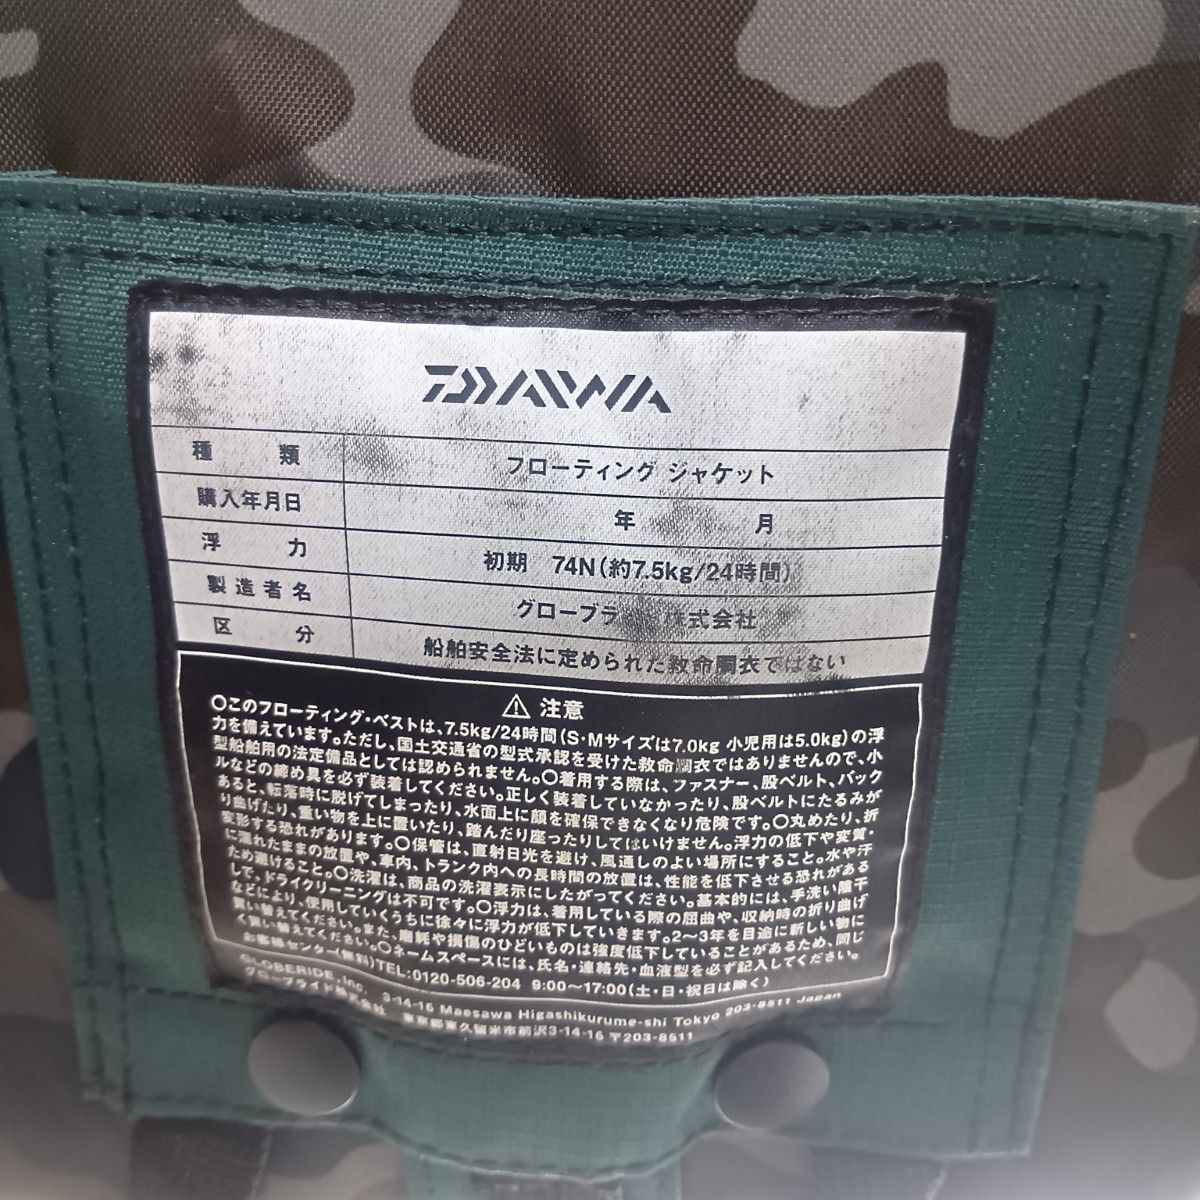 DAIWA
種 類 フローティング ジャケット
購入年月日 年 月
浮 力 初期 74N(約7.5kg/24時間)
製造者名 グローブラ 株式会社
区 分 船舶安全法に定められた救命胴衣ではない
⚠ 注意
○このフローティング・ベストは、7.5kg/24時間(S・Mサイズは7.0kg 小児用は5.0kg)の浮
力を備えています。ただし、国土交通省の型式承認を受けた救命胴衣ではありませんので、小
型船舶用の法定備品としては認められません。○着用する際は、ファスナー、股ベルト、バック
ルなどの締め具を必ず装着してください。正しく装着していなかったり、股ベルトにたるみが
あると、転落時に脱げてしまったり、水面上に顔を確保できなくなり危険です。○丸めたり、折
り曲げたり、重い物を上に置いたり、踏んだり座ったりしてはいけません。浮力の低下や変質・
変形する恐れがあります。○保管は、直射日光を避け、風通しのよい場所にすること。水や汗
に濡れたままの放置や、車内、トランク内への長時間の放置は、性能を低下させる恐れがある
ため避けること。○洗濯は、商品の洗濯表示にしたがってください。基本的には、手洗い陰干
しで、ドライクリーニングは不可です。○浮力は、着用している際の屈曲や、収納時の折り曲げ
などにより、使用していくうちに徐々に浮力が低下していきます。2〜3年を目途に新しい物に
買い替えてください。また、磨耗や損傷のひどいものは強度低下していることがあるため、同じ
く買い替えてください。○ネームスペースには、氏名・連絡先・血液型を必ず記入してください。
お客様センター(無料)TEL:0120-506-204 9:00〜17:00(土・日・祝日は除く)
GLOBERIDE, Inc. 3-14-16 Maesawa Higashikurume-shi Tokyo 203-8511 Japan
グローブライド株式会社 東京都東久留米市前沢3-14-16 〒203-8511